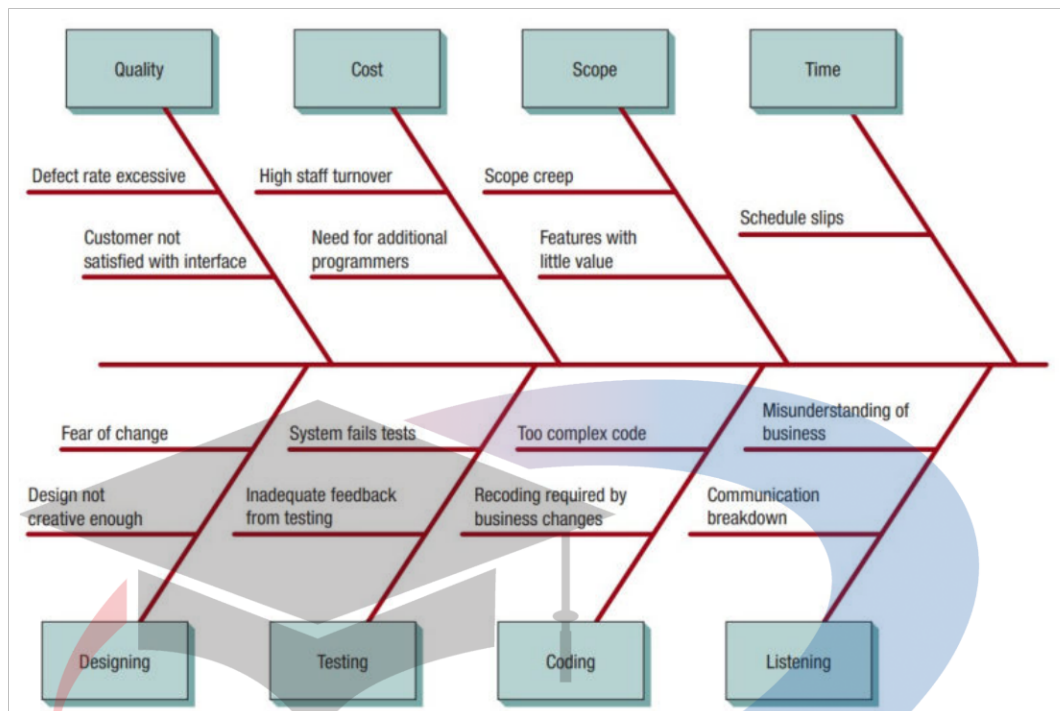 Quality
Cost
Scope
Time
Defect rate excessive
High staff turnover
Scope creep
Schedule slips
Customer not
satisfied with interface
Need for additional
programmers
Features with
little value
Fear of change
System fails tests
Too complex code
Misunderstanding of
business
Design not
creative enough
Inadequate feedback
from testing
Recoding required by
business changes
Communication
breakdown
Designing
Testing
Coding
Listening